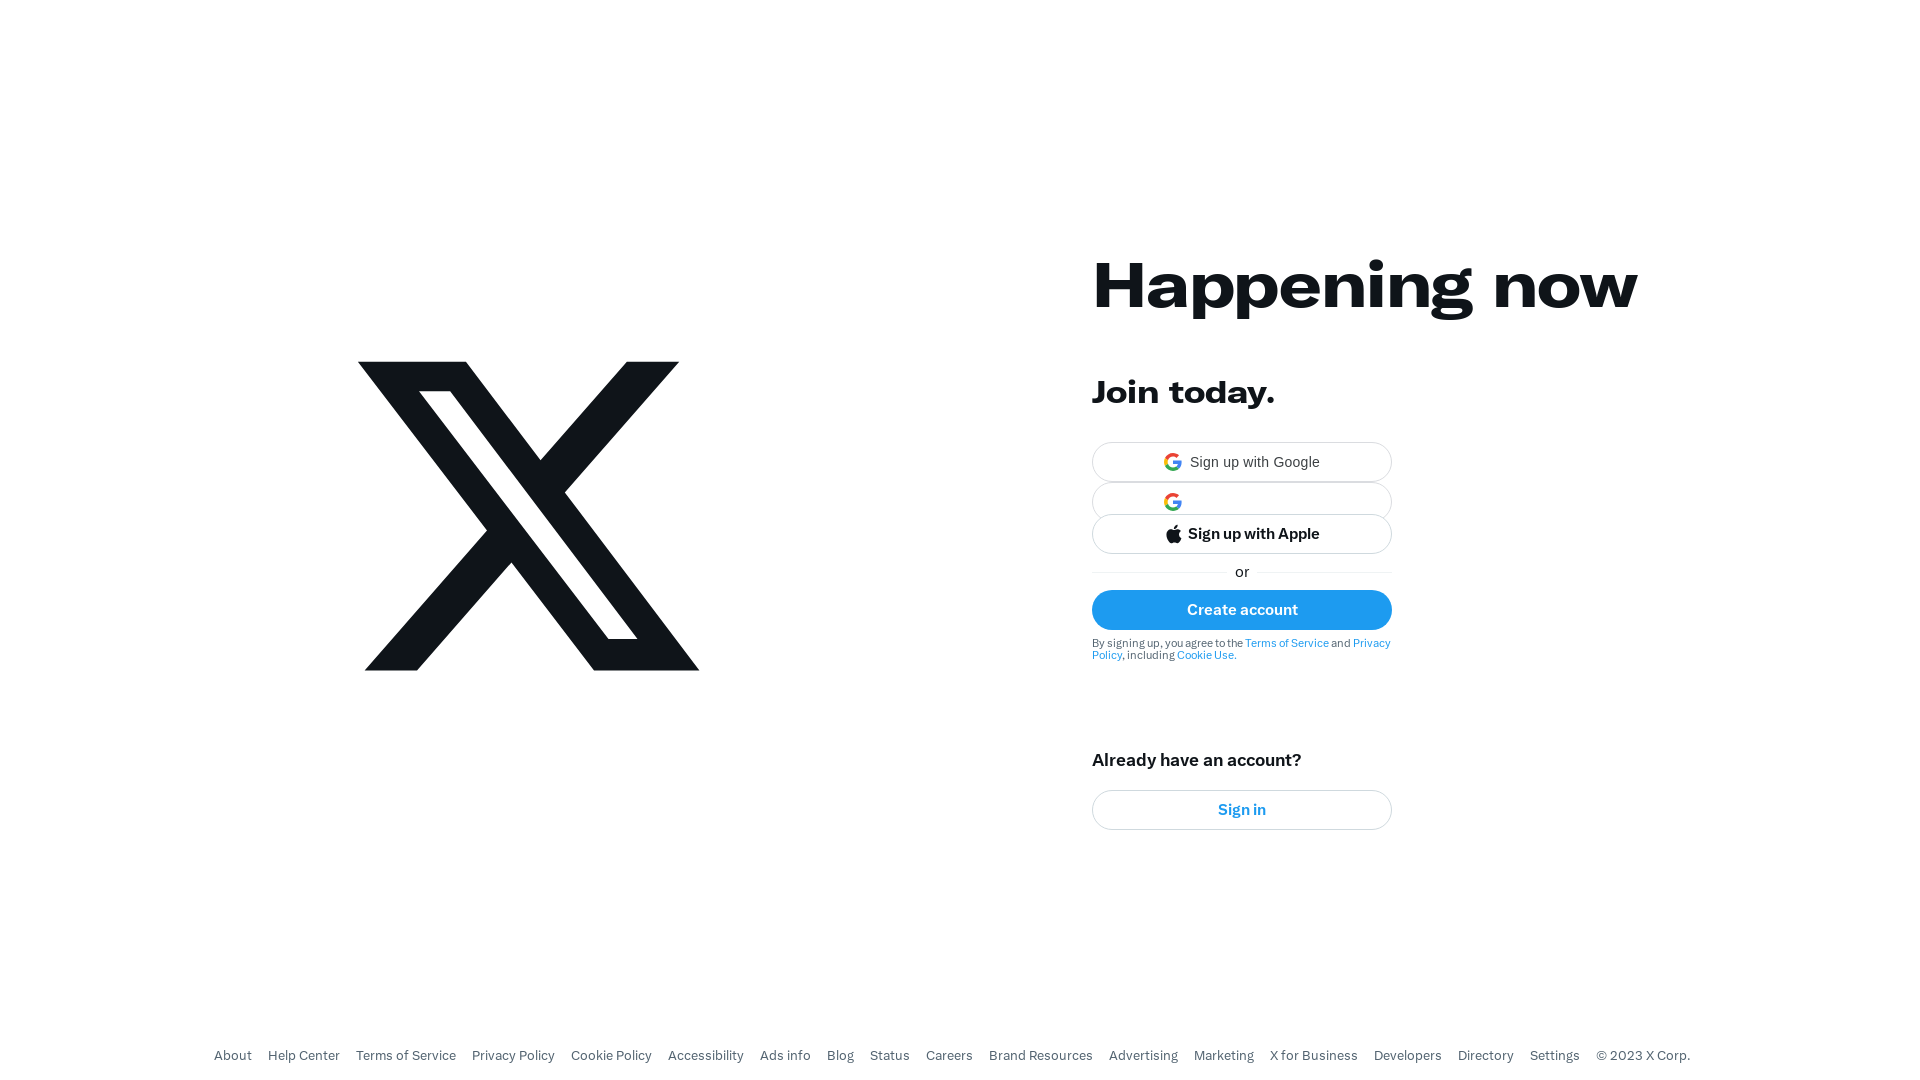 Happening now
Join today.
Sign up with Google
Sign up with Apple
or
Create account
By signing up, you agree to the Terms of Service and Privacy
Policy, including Cookie Use.
Already have an account?
Sign in
About Help Center Terms of Service Privacy Policy Cookie Policy Accessibility Ads info Blog Status Careers Brand Resources Advertising Marketing X for Business Developers Directory Settings © 2023 X Corp.